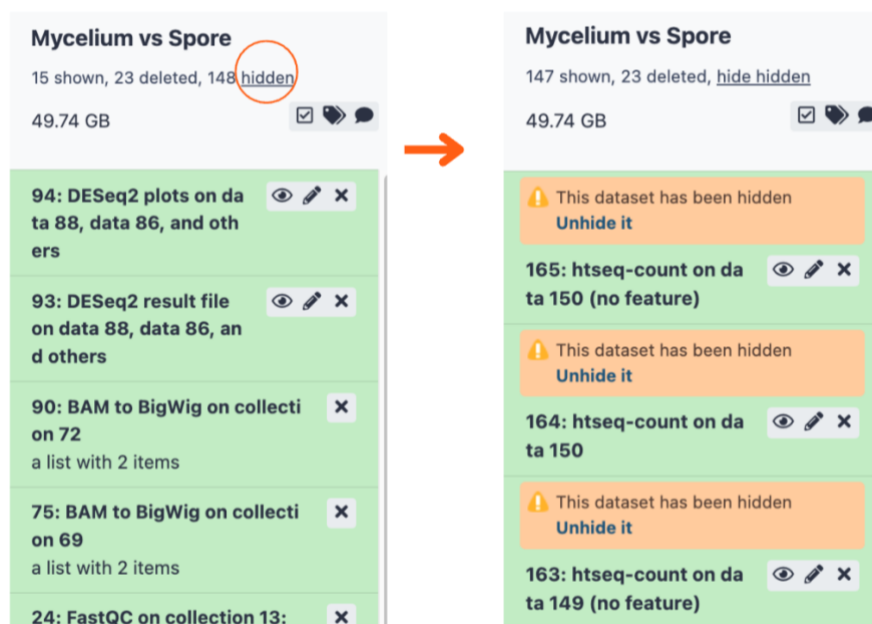 Mycelium vs Spore
15 shown, 23 deleted, 148 hidden
49.74 GB
94: DESeq2 plots on da
ta 88, data 86, and oth
ers
93: DESeq2 result file
on data 88, data 86, an
d others
90: BAM to BigWig on collecti
on 72
a list with 2 items
75: BAM to BigWig on collecti
on 69
a list with 2 items
24: FastQC on collection 13:
Mycelium vs Spore
147 shown, 23 deleted, hide hidden
49.74 GB
This dataset has been hidden
Unhide it
165: htseq-count on da
ta 150 (no feature)
This dataset has been hidden
Unhide it
164: htseq-count on da
ta 150
This dataset has been hidden
Unhide it
163: htseq-count on da
ta 149 (no feature)